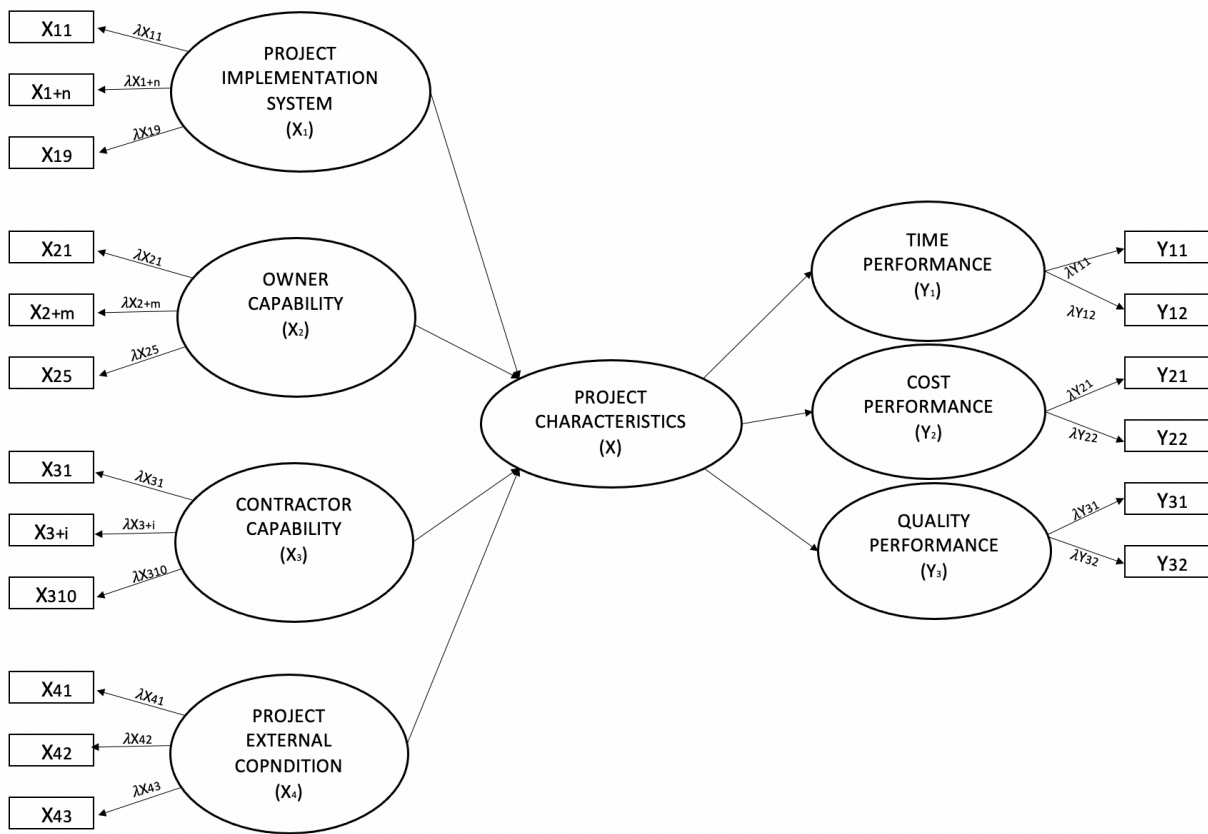 X11
λX11
X1+n
λX1+n
X19
λX19
PROJECT
IMPLEMENTATION
SYSTEM
(X1)
X21
λX21
X2+m
λX2+m
X25
λX25
OWNER
CAPABILITY
(X2)
X31
λX31
X3+i
λX3+i
X310
λX310
CONTRACTOR
CAPABILITY
(X3)
X41
λX41
X42
λX42
X43
λX43
PROJECT
EXTERNAL
COPNDITION
(X4)
PROJECT
CHARACTERISTICS
(X)
TIME
PERFORMANCE
(Y1)
λY11
Y11
λY12
Y12
COST
PERFORMANCE
(Y2)
λY21
Y21
λY22
Y22
QUALITY
PERFORMANCE
(Y3)
λY31
Y31
λY32
Y32